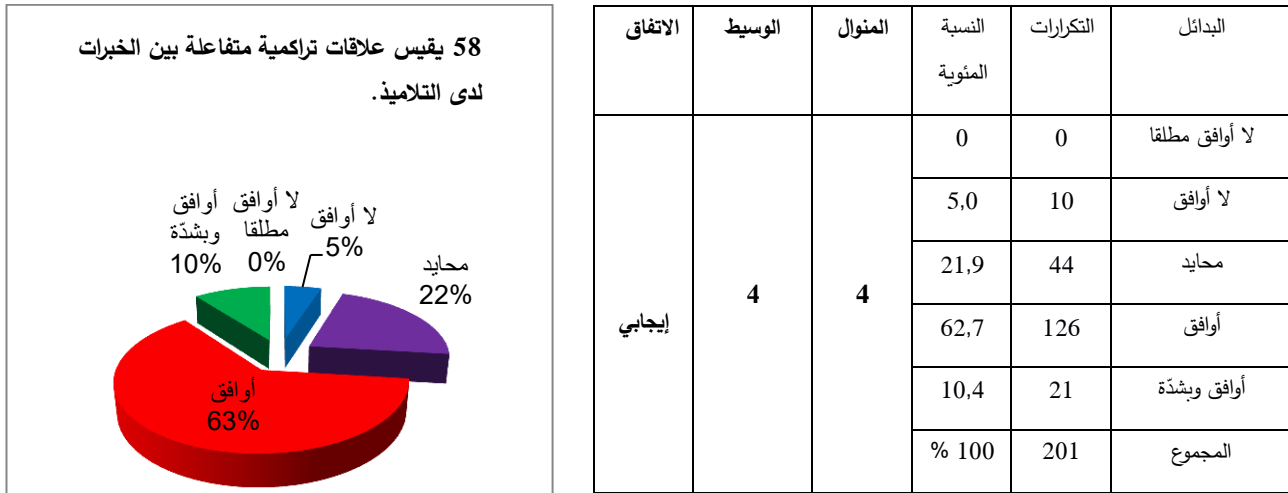 58 يقيس علاقات تراكمية متفاعلة بين الخبرات
لدى التلاميذ.
لا أوافق
5%
لا أوافق
مطلقا
0%
أوافق
وبشدّة
10%
محايد
22%
أوافق
63%
البدائل التكرارات النسبة المئوية المنوال الوسيط الاتفاق
لا أوافق مطلقا 0 0
لا أوافق 10 5,0
محايد 44 21,9
4 4 إيجابي
أوافق 126 62,7
أوافق وبشدّة 21 10,4
المجموع 201 100 %